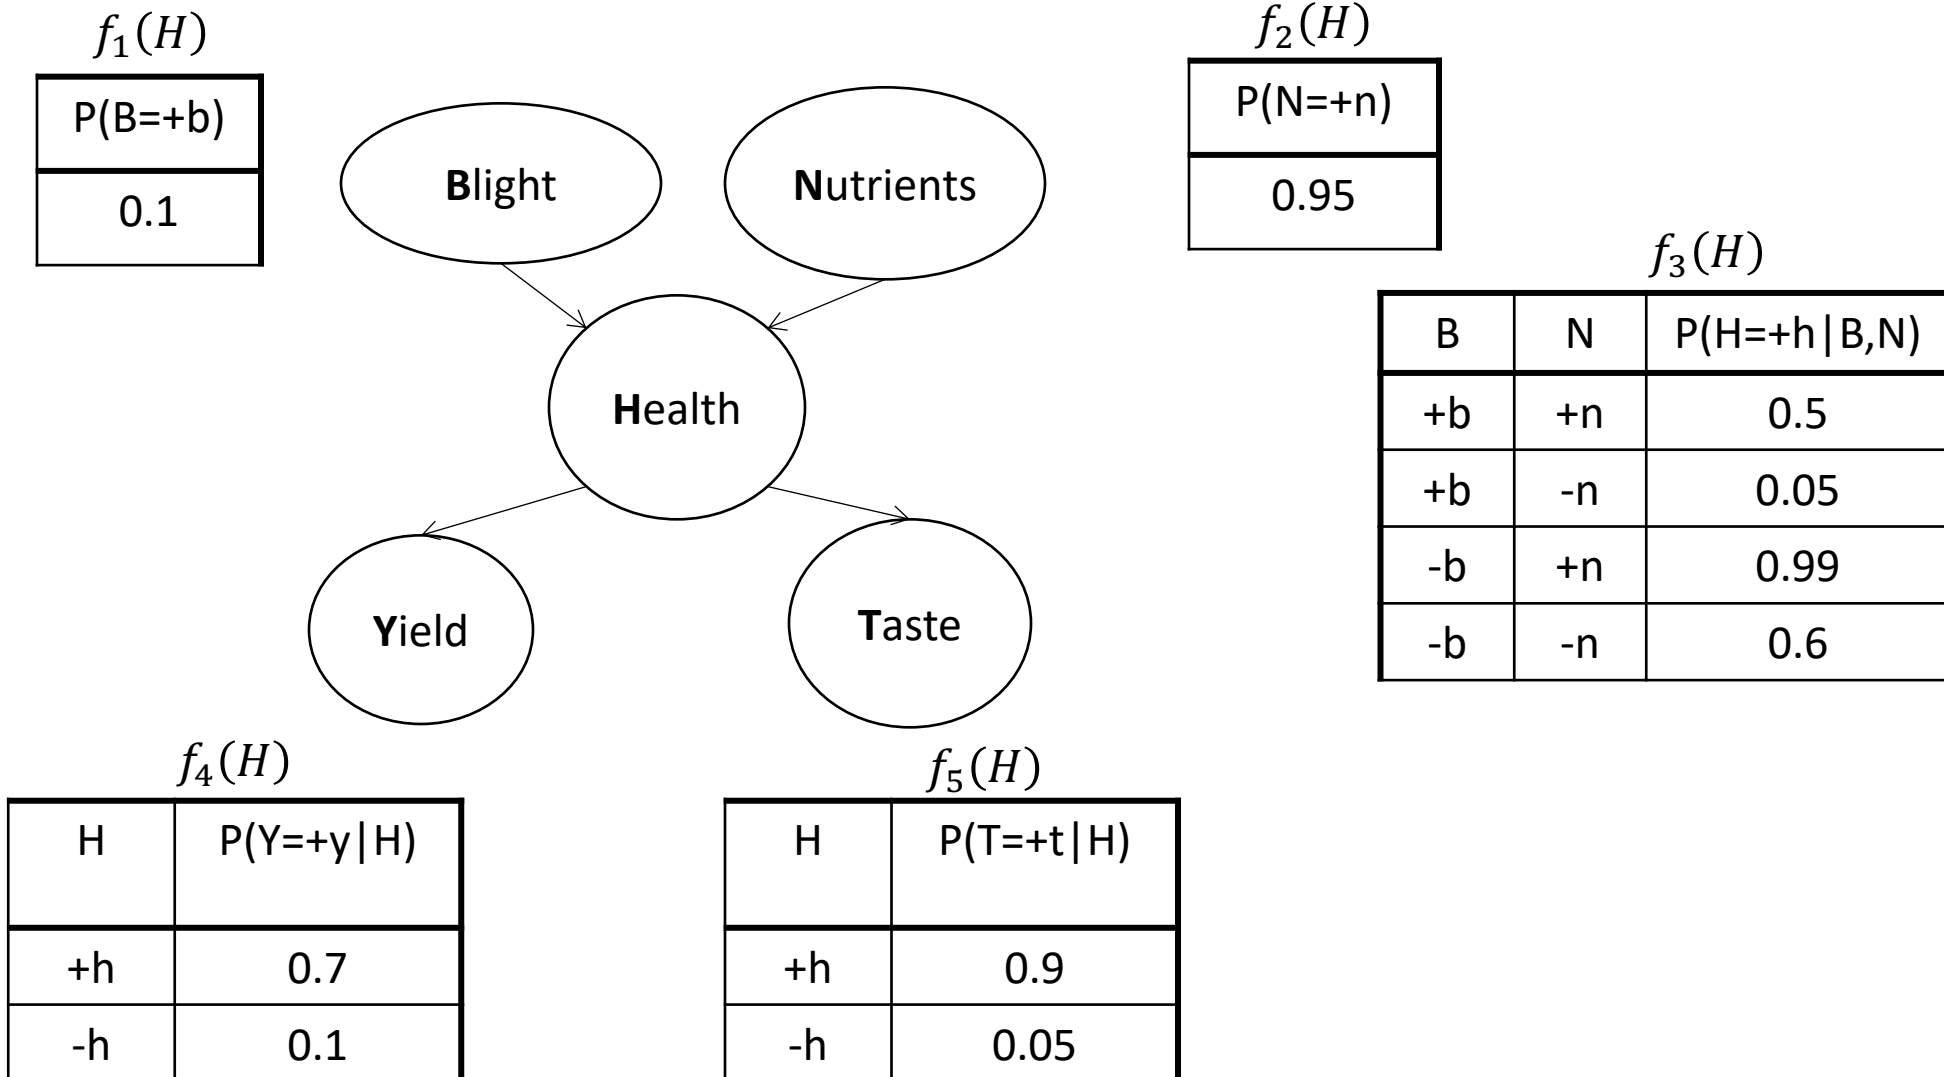 f₁(H)
P(B=+b)
0.1
Blight
Nutrients
f₂(H)
P(N=+n)
0.95
f₃(H)
B N P(H=+h|B,N)
+b +n 0.5
+b -n 0.05
-b +n 0.99
-b -n 0.6
Health
Yield
Taste
f₄(H)
H P(Y=+y|H)
+h 0.7
-h 0.1
f₅(H)
H P(T=+t|H)
+h 0.9
-h 0.05